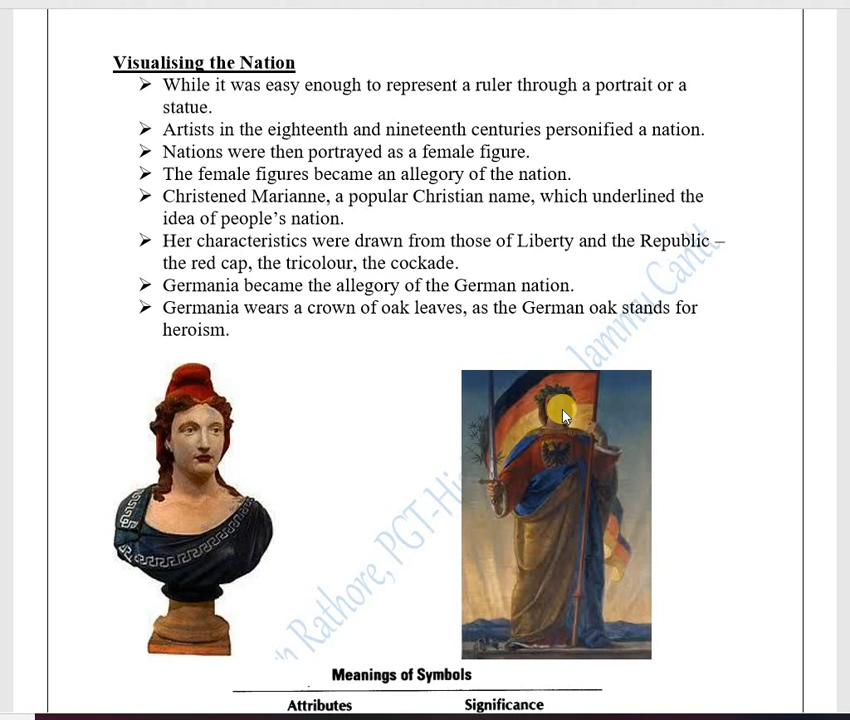 Visualising the Nation
➢ While it was easy enough to represent a ruler through a portrait or a
statue.
➢ Artists in the eighteenth and nineteenth centuries personified a nation.
➢ Nations were then portrayed as a female figure.
➢ The female figures became an allegory of the nation.
➢ Christened Marianne, a popular Christian name, which underlined the
idea of people’s nation.
➢ Her characteristics were drawn from those of Liberty and the Republic –
the red cap, the tricolour, the cockade.
➢ Germania became the allegory of the German nation.
➢ Germania wears a crown of oak leaves, as the German oak stands for
heroism.
Rathore, PGT-Hi
Jammu Cantt
Meanings of Symbols
Attributes Significance